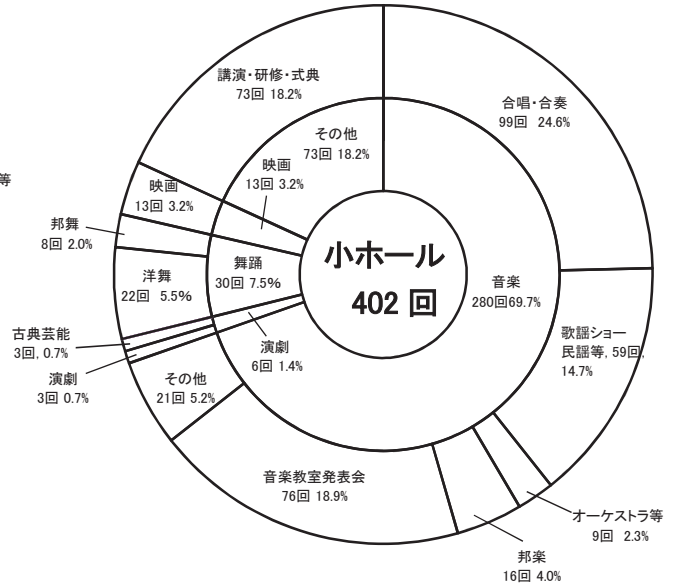 小ホール
402 回
音楽
280回69.7%
演劇
6回 1.4%
舞踊
30回 7.5%
映画
13回 3.2%
その他
73回 18.2%
合唱・合奏
99回 24.6%
歌謡ショー
民謡等, 59回,
14.7%
オーケストラ等
9回 2.3%
邦楽
16回 4.0%
音楽教室発表会
76回 18.9%
その他
21回 5.2%
演劇
3回 0.7%
古典芸能
3回, 0.7%
洋舞
22回 5.5%
邦舞
8回 2.0%
映画
13回 3.2%
講演・研修・式典
73回 18.2%
等